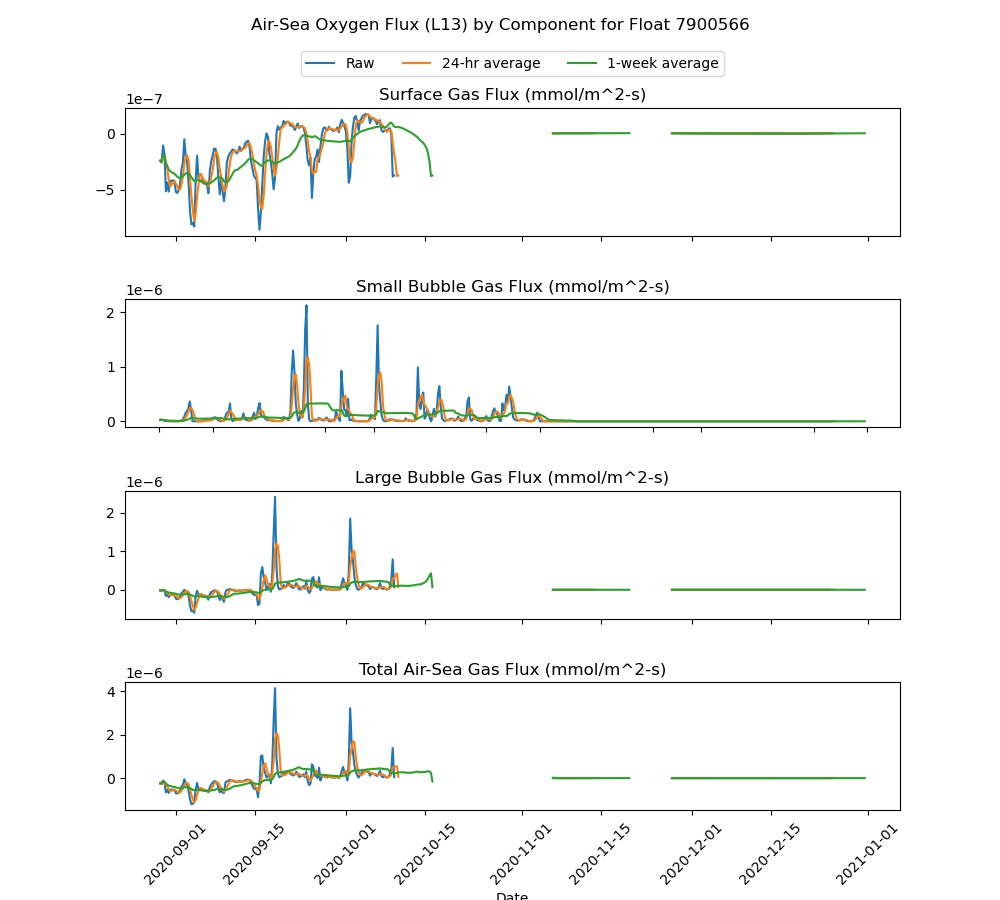 Air-Sea Oxygen Flux (L13) by Component for Float 7900566
Raw 24-hr average 1-week average
Surface Gas Flux (mmol/m^2-s)
1e−7
0
−5
Small Bubble Gas Flux (mmol/m^2-s)
1e−6
2
1
0
Large Bubble Gas Flux (mmol/m^2-s)
1e−6
2
1
0
Total Air-Sea Gas Flux (mmol/m^2-s)
1e−6
4
2
0
2020-09-01 2020-09-15 2020-10-01 2020-10-15 2020-11-01 2020-11-15 2020-12-01 2020-12-15 2021-01-01
Date